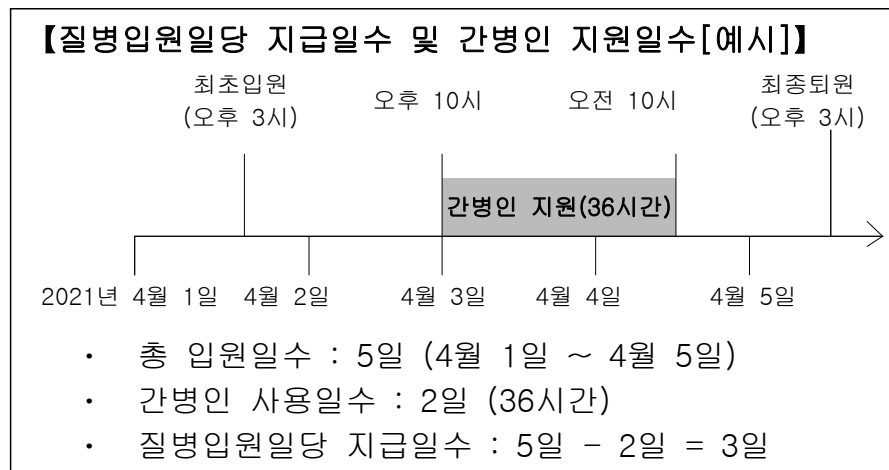 【질병입원일당 지급일수 및 간병인 지원일수[예시]】
최초입원
(오후 3시)
오후 10시
오전 10시
최종퇴원
(오후 3시)
간병인 지원(36시간)
2021년 4월 1일 4월 2일 4월 3일 4월 4일 4월 5일
· 총 입원일수 : 5일 (4월 1일 ~ 4월 5일)
· 간병인 사용일수 : 2일 (36시간)
· 질병입원일당 지급일수 : 5일 - 2일 = 3일